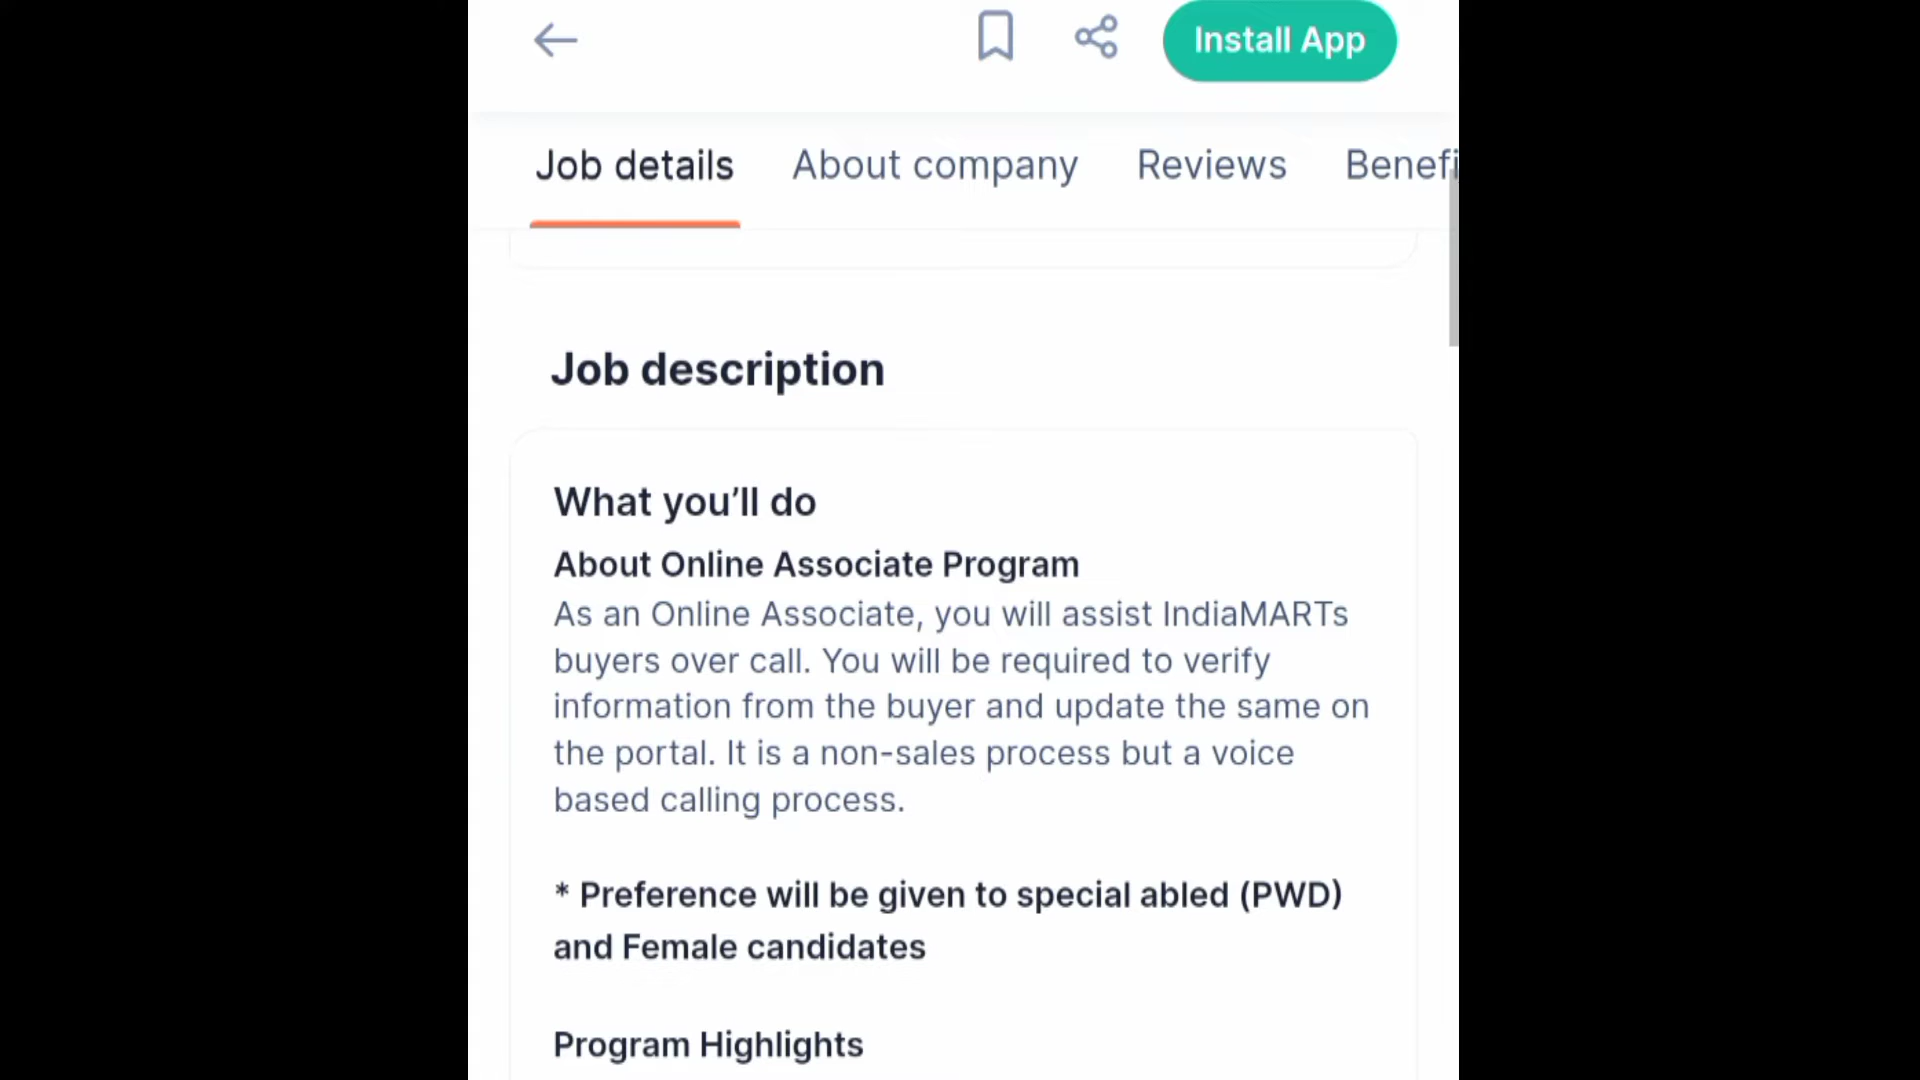 Install App
Job details About company Reviews Benefi
Job description
What you’ll do
About Online Associate Program
As an Online Associate, you will assist IndiaMARTs
buyers over call. You will be required to verify
information from the buyer and update the same on
the portal. It is a non-sales process but a voice
based calling process.
* Preference will be given to special abled (PWD)
and Female candidates
Program Highlights